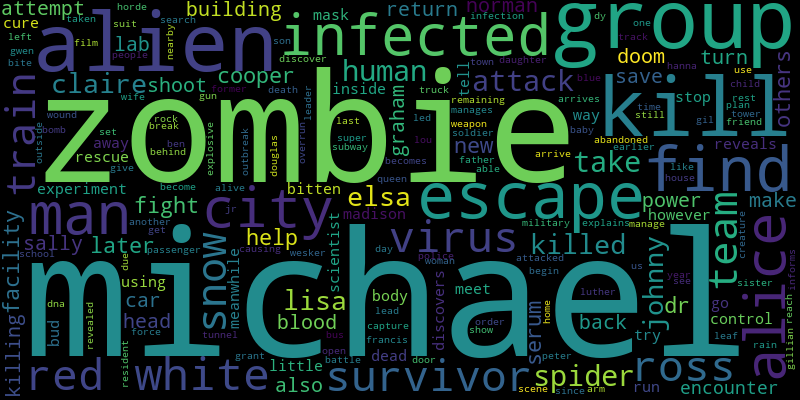 attempt taken horde suit mask building return norman infection dy
cure left gwen bite alien lab film nearby search people son discover infected group one track
train doom turn
claire shoot cooper human inside attack tell hanna blue use save others
zombie kill
wound bomb set rock break behind away rescue give ben explosive gun former death last super subway graham truck leader led lou remaining manages weapon soldier new father able way baby child time tower rest plan still friend stop abandoned earlier gil reveals
outside wife overrun douglas outbreak
experiment become alive bitten becomes queen arrive arrives take find like house
man fight city elsa escape power however make
another get jr madison
sally later help virus killed team alice
school passenger meanwhile causing wesker day police woman military explains attacked begin manage creature sister
facility snow scientist discovers johnny
michael
due using car head lisa blood body meet serum dr back us year see go control informs
killing bud dna revealed force tunnel bus lead capture francis order show luther home try leaf reach gillian
resident grant open door peter rain
red white little also dead battle survivor spider scene since arm ross run encounter